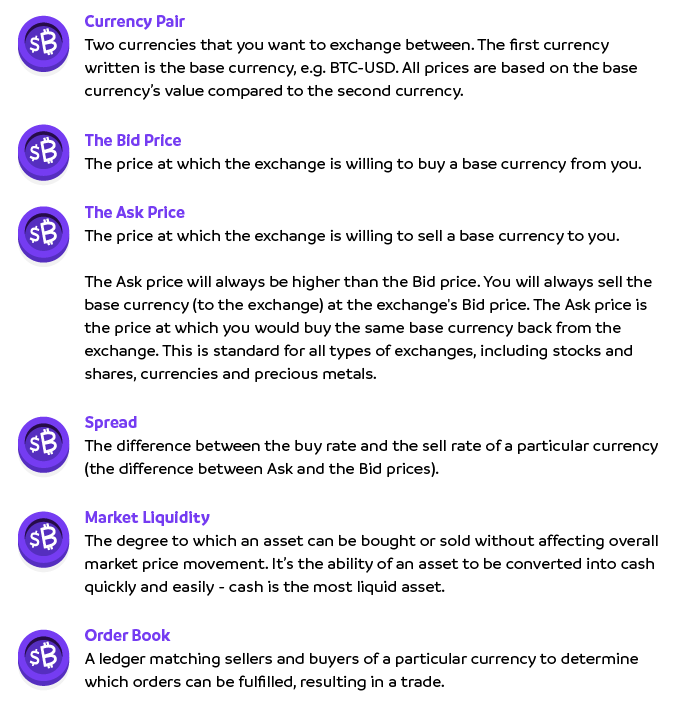 Currency Pair
Two currencies that you want to exchange between. The first currency
written is the base currency, e.g. BTC-USD. All prices are based on the base
currency's value compared to the second currency.
The Bid Price
The price at which the exchange is willing to buy a base currency from you.
The Ask Price
The price at which the exchange is willing to sell a base currency to you.
The Ask price will always be higher than the Bid price. You will always sell the
base currency (to the exchange) at the exchange's Bid price. The Ask price is
the price at which you would buy the same base currency back from the
exchange. This is standard for all types of exchanges, including stocks and
shares, currencies and precious metals.
Spread
The difference between the buy rate and the sell rate of a particular currency
(the difference between Ask and the Bid prices).
Market Liquidity
The degree to which an asset can be bought or sold without affecting overall
market price movement. It's the ability of an asset to be converted into cash
quickly and easily - cash is the most liquid asset.
Order Book
A ledger matching sellers and buyers of a particular currency to determine
which orders can be fulfilled, resulting in a trade.